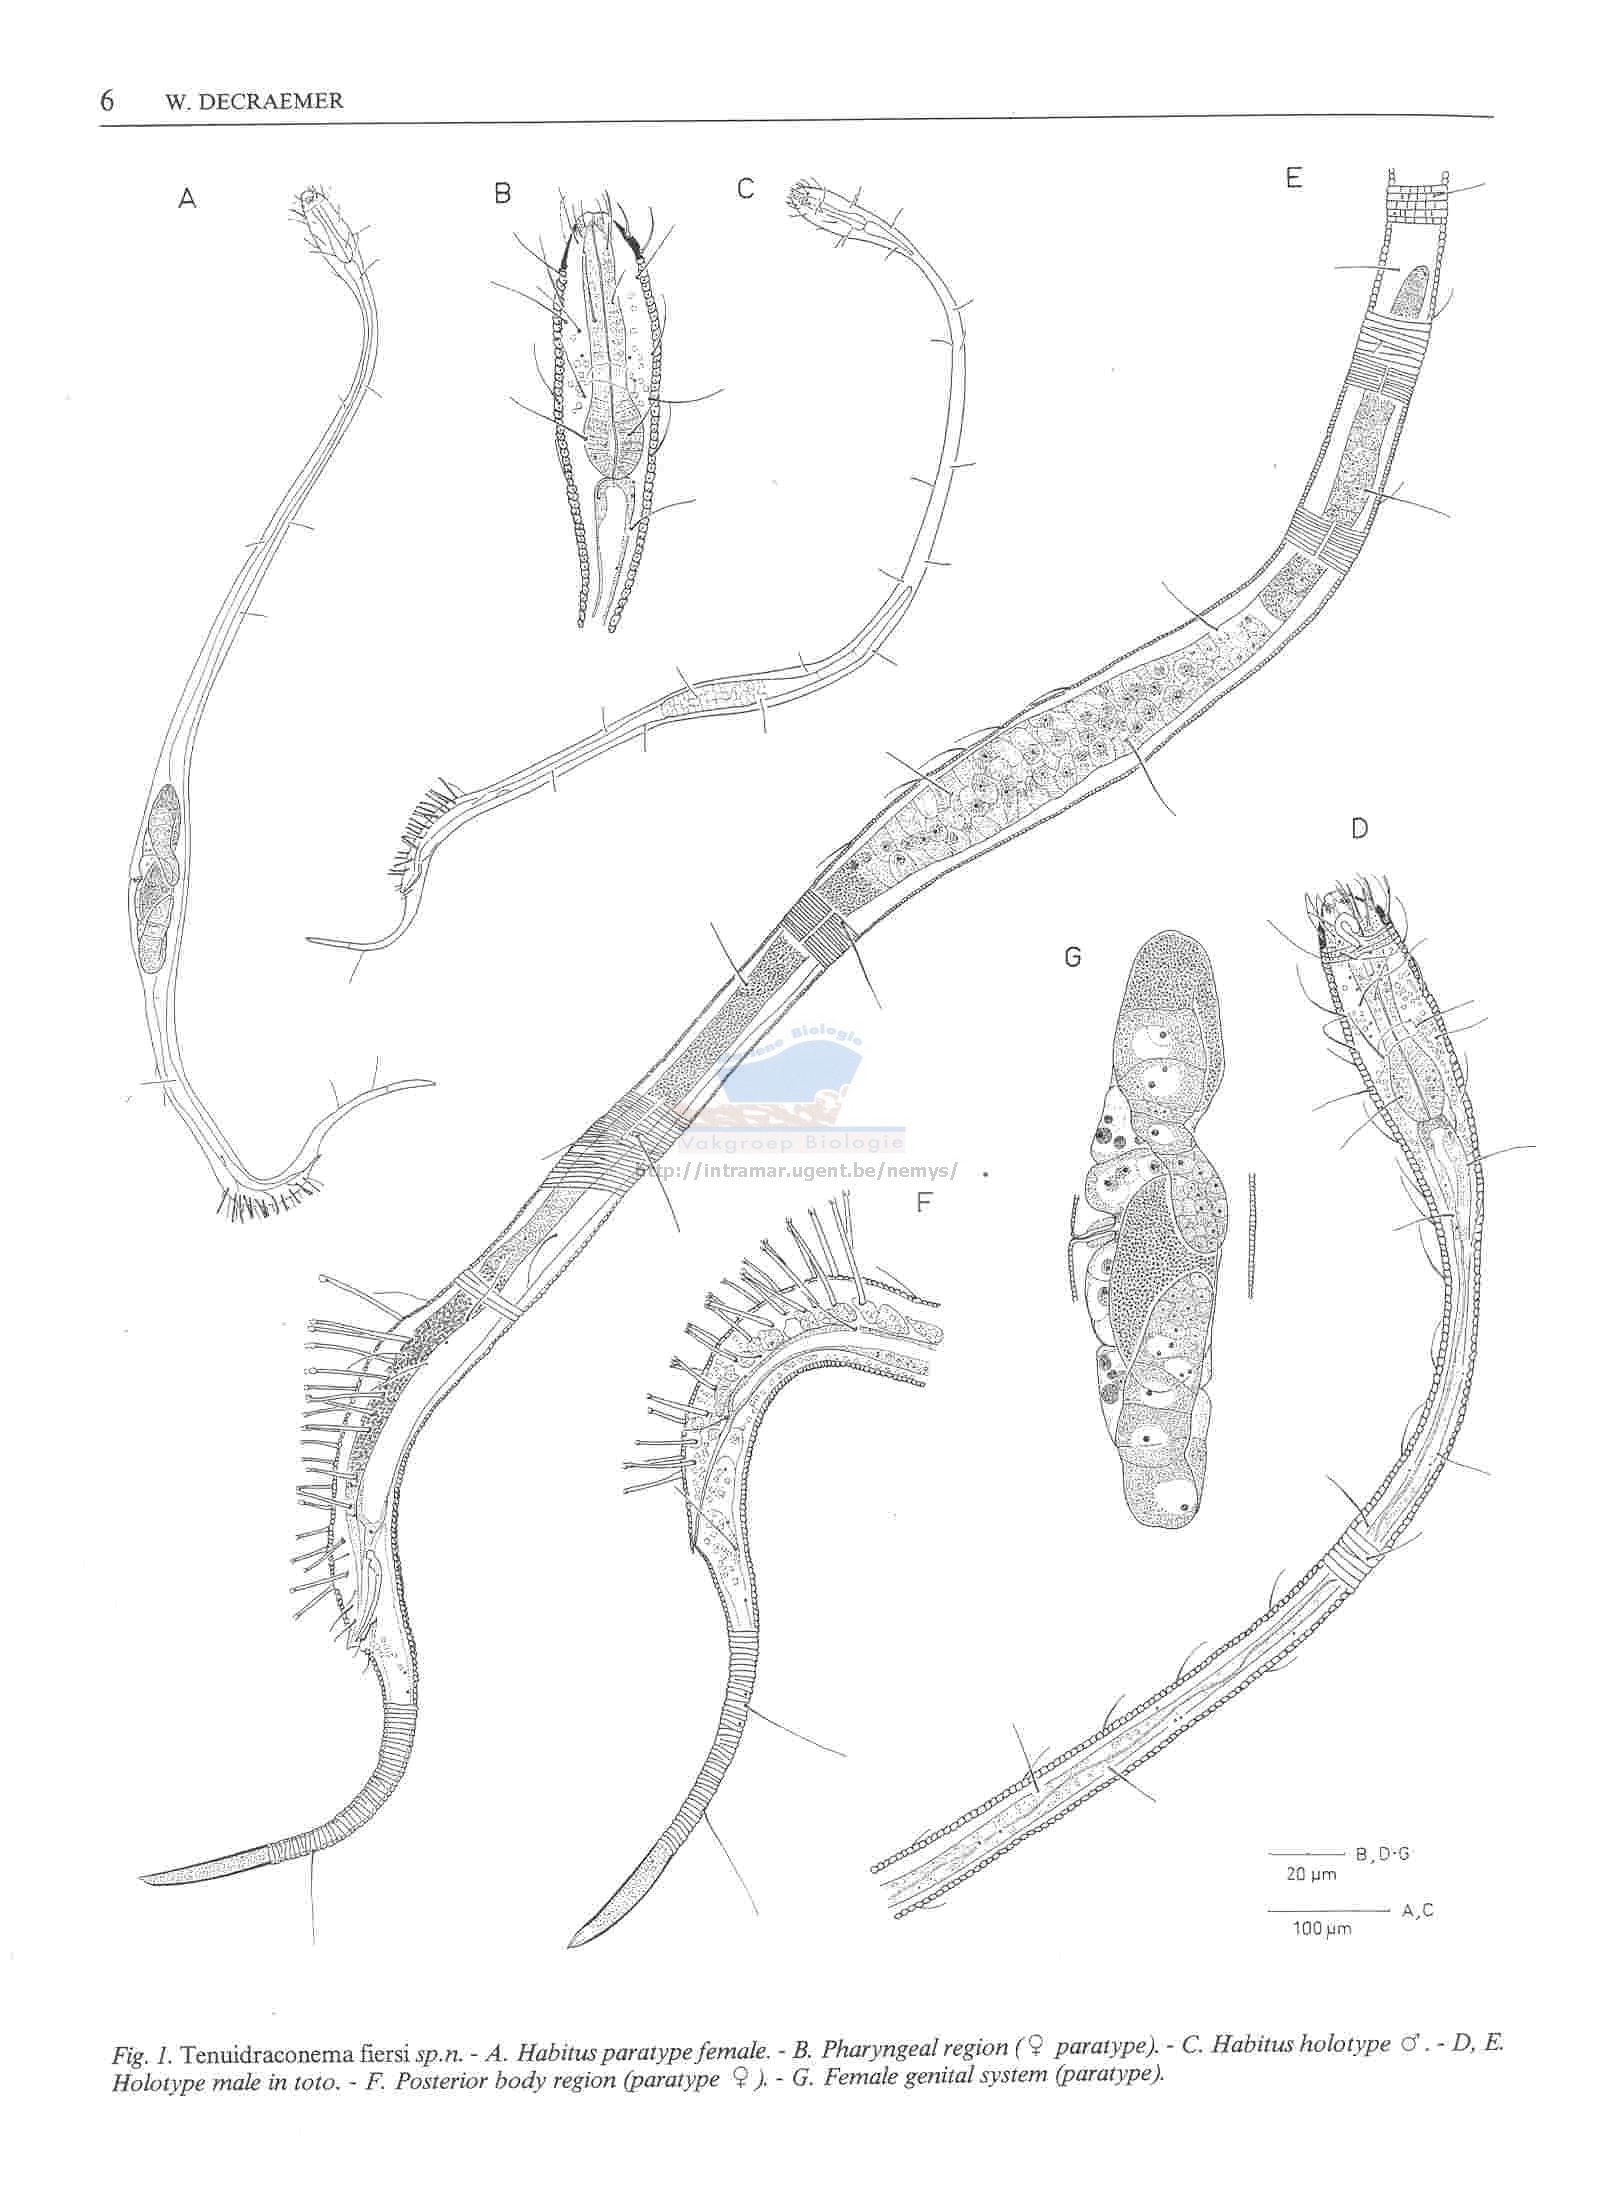 6 W. DECRAEMER
A
B
C
E
D
G
Mariene Biologie
Vakgroep Biologie
http://intramar.ugent.be/nemys/
F
B, D-G
20 µm
A, C
100 µm
Fig. 1. Tenuidraconema fiersi sp.n. - A. Habitus paratype female. - B. Pharyngeal region (♀ paratype). - C. Habitus holotype ♂. - D, E.
Holotype male in toto. - F. Posterior body region (paratype ♀). - G. Female genital system (paratype).